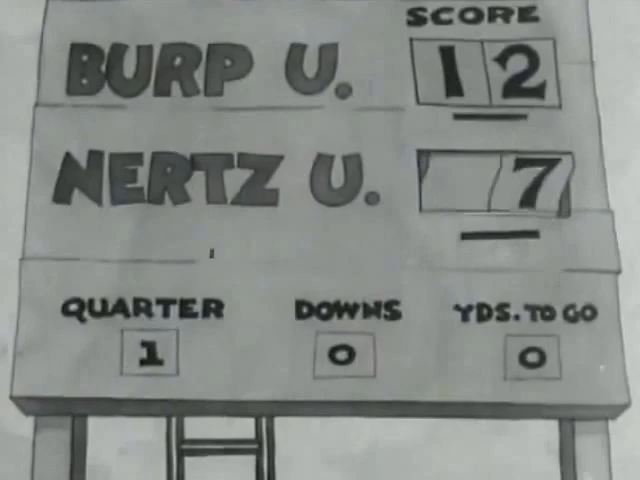 SCORE
BURP U. 12
NERTZ U. 7
QUARTER DOWNS YDS. TO GO
1 0 0